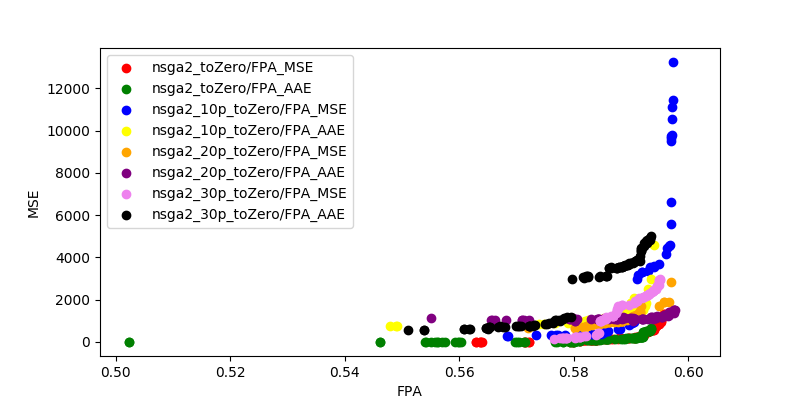 nsga2_toZero/FPA_MSE
nsga2_toZero/FPA_AAE
nsga2_10p_toZero/FPA_MSE
nsga2_10p_toZero/FPA_AAE
nsga2_20p_toZero/FPA_MSE
nsga2_20p_toZero/FPA_AAE
nsga2_30p_toZero/FPA_MSE
nsga2_30p_toZero/FPA_AAE
12000
10000
8000
6000
4000
2000
0
MSE
0.50 0.52 0.54 0.56 0.58 0.60
FPA